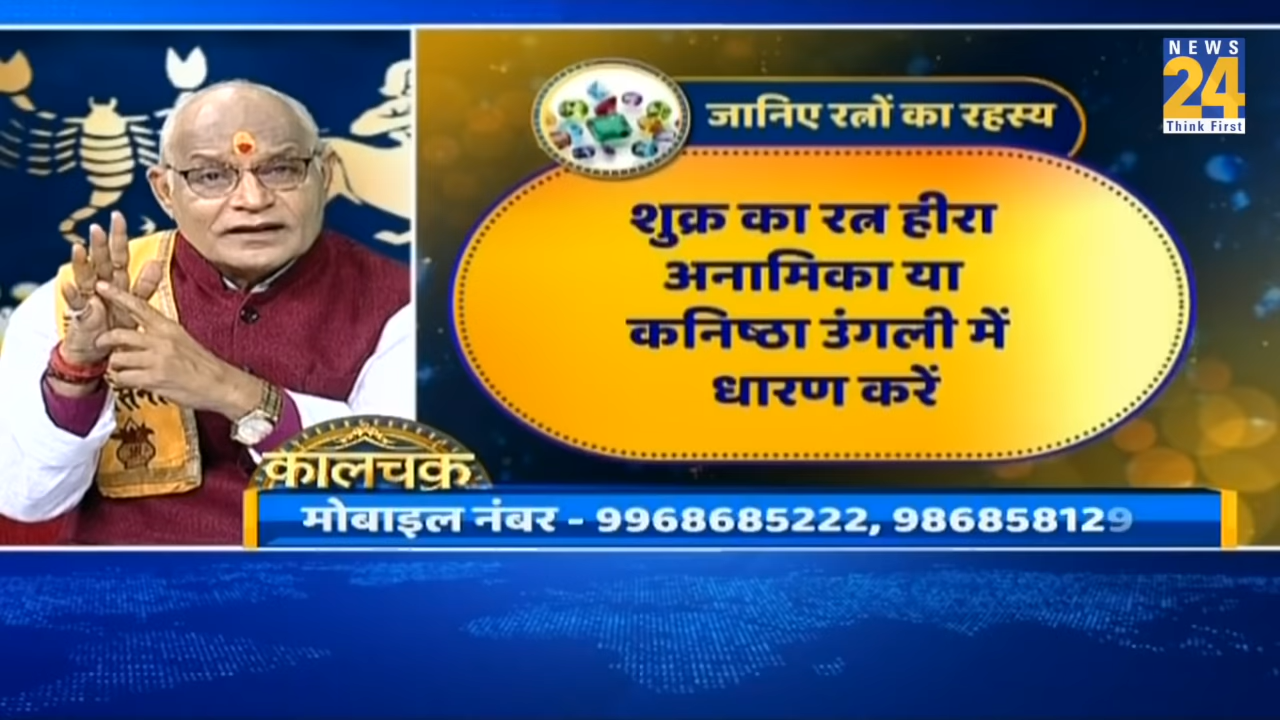 NEWS
24
Think First
जानिए रत्नों का रहस्य
शुक्र का रत्न हीरा
अनामिका या
कनिष्ठा उंगली में
धारण करें
कालचक्र
मोबाइल नंबर - 9968685222, 986858129